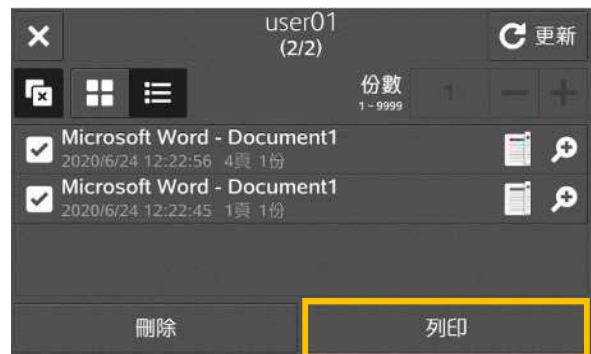 user01
(2/2)
更新
份數
1~9999
1
Microsoft Word - Document1
2020/6/24 12:22:56 4頁 1份
Microsoft Word - Document1
2020/6/24 12:22:45 1頁 1份
刪除
列印